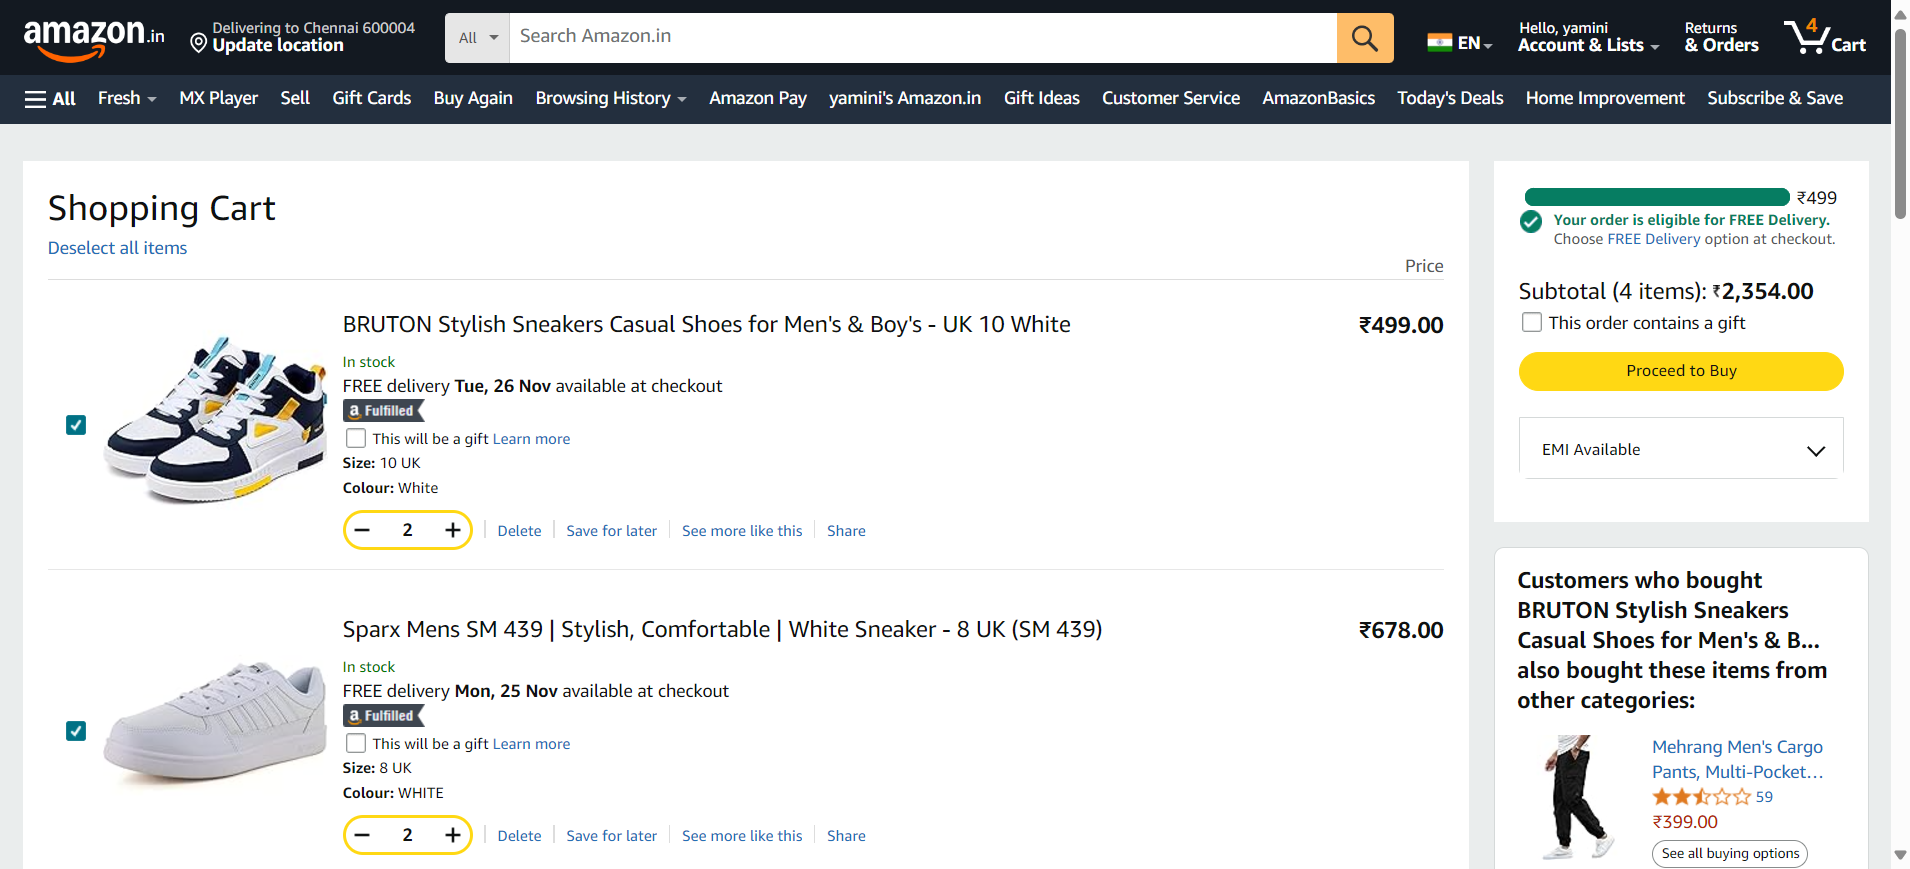 amazon.in
Delivering to Chennai 600004
Update location
All
Search Amazon.in
EN
Hello, yamini
Account & Lists
Returns
& Orders
4
Cart
All
Fresh
MX Player
Sell
Gift Cards
Buy Again
Browsing History
Amazon Pay
yamini's Amazon.in
Gift Ideas
Customer Service
AmazonBasics
Today's Deals
Home Improvement
Subscribe & Save
Shopping Cart
Deselect all items
Price
BRUTON Stylish Sneakers Casual Shoes for Men's & Boy's - UK 10 White
₹499.00
In stock
FREE delivery Tue, 26 Nov available at checkout
a Fulfilled
This will be a gift Learn more
Size: 10 UK
Colour: White
2
Delete
Save for later
See more like this
Share
Sparx Mens SM 439 | Stylish, Comfortable | White Sneaker - 8 UK (SM 439)
₹678.00
In stock
FREE delivery Mon, 25 Nov available at checkout
a Fulfilled
This will be a gift Learn more
Size: 8 UK
Colour: WHITE
2
Delete
Save for later
See more like this
Share
₹499
Your order is eligible for FREE Delivery.
Choose FREE Delivery option at checkout.
Subtotal (4 items): ₹2,354.00
This order contains a gift
Proceed to Buy
EMI Available
Customers who bought
BRUTON Stylish Sneakers
Casual Shoes for Men's & B...
also bought these items from
other categories:
Mehrang Men's Cargo
Pants, Multi-Pocket…
59
₹399.00
See all buying options